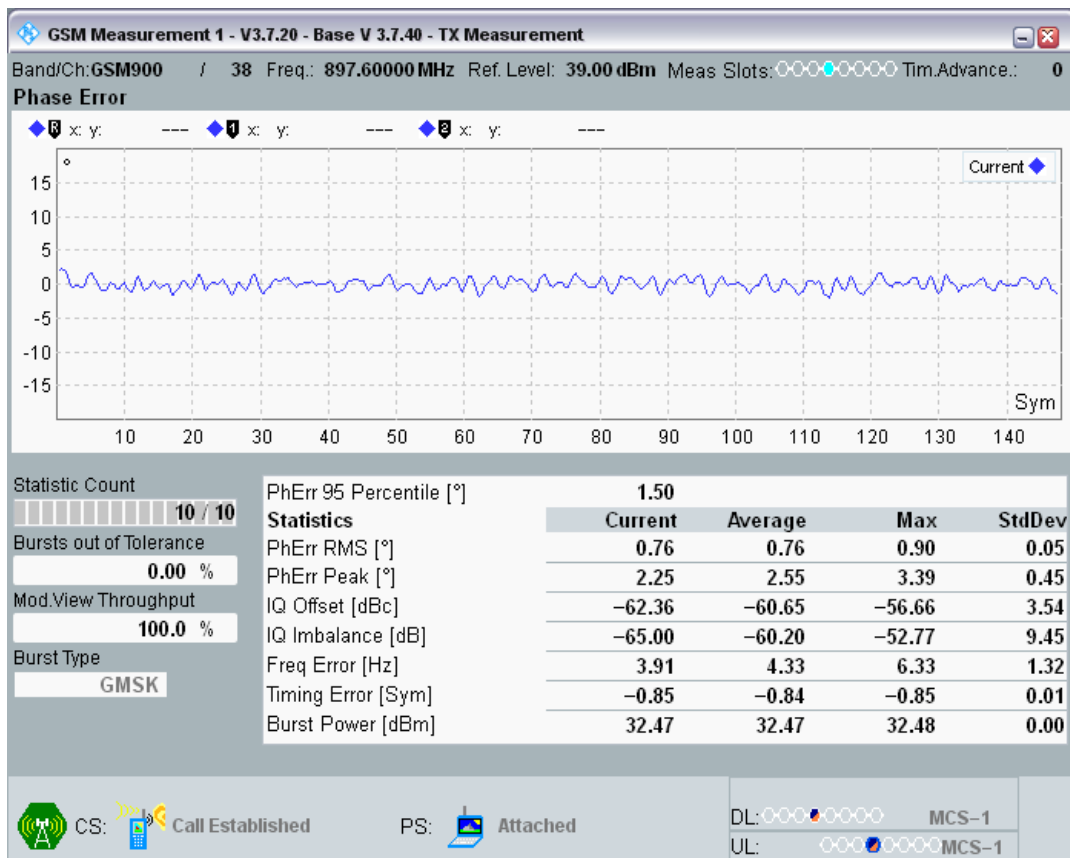 GSM Measurement 1 - V3.7.20 - Base V 3.7.40 - TX Measurement
Band/Ch:GSM900 / 38 Freq.: 897.60000 MHz Ref. Level: 39.00 dBm Meas Slots: Tim.Advance.: 0
Phase Error
R x: y: --- 1 x: y: --- 2 x: y: ---
° Current
15
10
5
0
-5
-10
-15
Sym
10 20 30 40 50 60 70 80 90 100 110 120 130 140
Statistic Count
10 / 10
Bursts out of Tolerance
0.00 %
Mod.View Throughput
100.0 %
Burst Type
GMSK
PhErr 95 Percentile [°] 1.50
Statistics Current Average Max StdDev
PhErr RMS [°] 0.76 0.76 0.90 0.05
PhErr Peak [°] 2.25 2.55 3.39 0.45
IQ Offset [dBc] −62.36 −60.65 −56.66 3.54
IQ Imbalance [dB] −65.00 −60.20 −52.77 9.45
Freq Error [Hz] 3.91 4.33 6.33 1.32
Timing Error [Sym] −0.85 −0.84 −0.85 0.01
Burst Power [dBm] 32.47 32.47 32.48 0.00
CS: Call Established PS: Attached
DL: MCS−1
UL: MCS−1